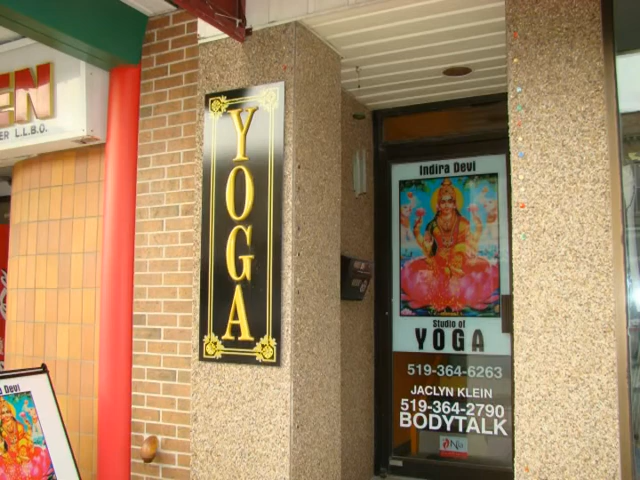 EN
ER L.L.B.O.
YOGA
Indira Devi
Studio of
YOGA
519-364-6263
JACLYN KLEIN
519-364-2790
BODYTALK
a Devi